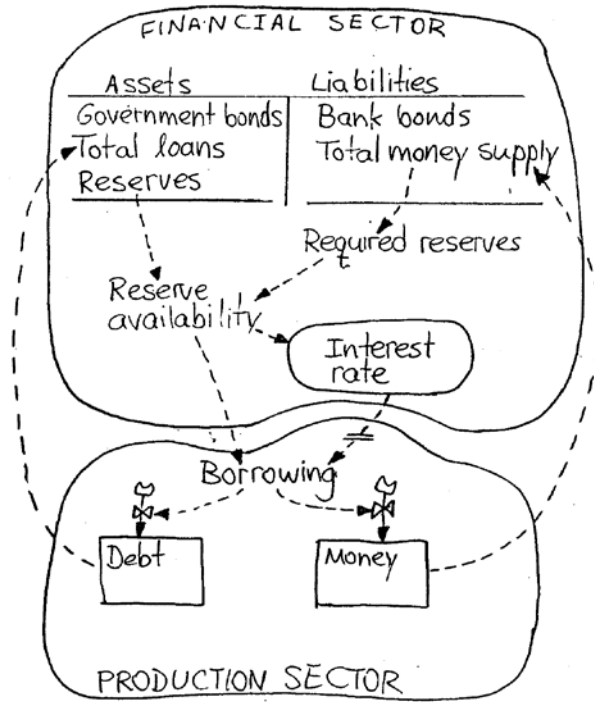 FINANCIAL SECTOR
Assets
Liabilities
Government bonds
Total loans
Reserves
Bank bonds
Total money supply
Required reserves
Reserve
availability
Interest
rate
Borrowing
Debt
Money
PRODUCTION SECTOR